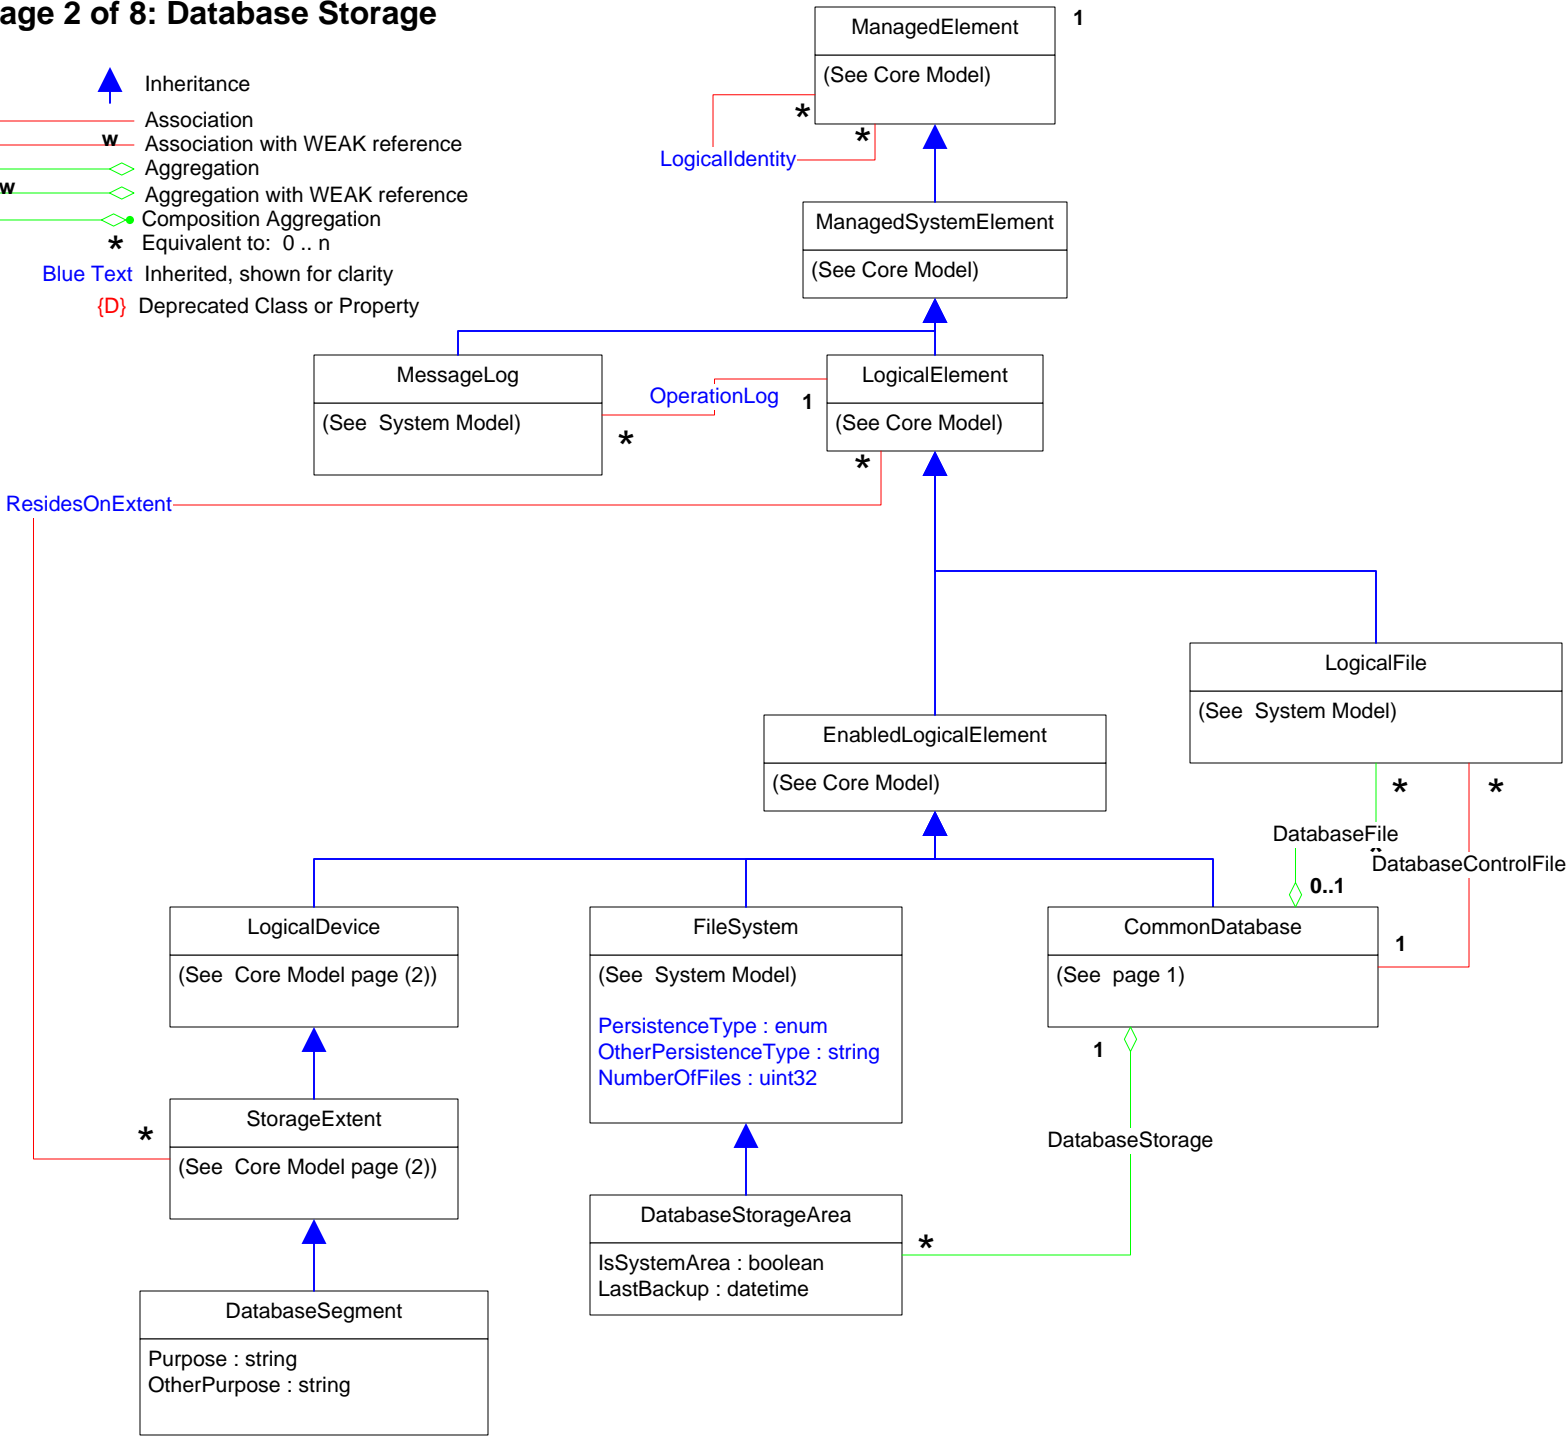 age 2 of 8: Database Storage
Inheritance
Association
w Association with WEAK reference
Aggregation
w Aggregation with WEAK reference
Composition Aggregation
* Equivalent to: 0 .. n
Blue Text Inherited, shown for clarity
{D} Deprecated Class or Property
ManagedElement
1
(See Core Model)
*
*
LogicalIdentity
ManagedSystemElement
(See Core Model)
MessageLog
(See System Model)
OperationLog
1
*
LogicalElement
(See Core Model)
*
ResidesOnExtent
LogicalFile
(See System Model)
EnabledLogicalElement
(See Core Model)
*
*
DatabaseFile
*
DatabaseControlFile
0..1
LogicalDevice
(See Core Model page (2))
FileSystem
(See System Model)
PersistenceType : enum
OtherPersistenceType : string
NumberOfFiles : uint32
CommonDatabase
(See page 1)
1
1
StorageExtent
(See Core Model page (2))
*
DatabaseStorage
DatabaseStorageArea
IsSystemArea : boolean
LastBackup : datetime
*
DatabaseSegment
Purpose : string
OtherPurpose : string